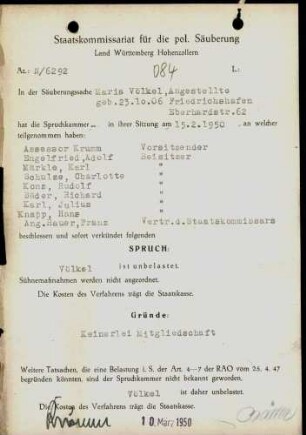 Staatskommissariat für die pol. Säuberung
Land Württemberg Hohenzollern
Az.: N/6292 084 L:
In der Säuberungssache Maria Völkel, Angestellte
geb.23.10.06 Friedrichshafen
Eberhardstr.62
hat die Spruchkammer in ihrer Sitzung am 15.2.1950 , an welcher
teilgenommen haben:
Assessor Krumm Vorsitzender
Engelfried, Adolf Beisitzer
Märkle, Karl "
Schulze, Charlotte "
Konz, Rudolf "
Bäder, Richard "
Karl, Julius "
Knapp, Hans "
Ang. Bauer, Franz Vertr.d.Staatskommissars
beschlossen und sofort verkündet folgenden
SPRUCH:
Völkel ist unbelastet.
Sühnemaßnahmen werden nicht angeordnet.
Die Kosten des Verfahrens trägt die Staatskasse.
Gründe:
Keinerlei Mitgliedschaft
Weitere Tatsachen, die eine Belastung i. S. der Art. 4—7 der RAO vom 26. 4. 47
begründen könnten, sind der Spruchkammer nicht bekannt geworden.
Völkel ist daher unbelastet.
Die Kosten des Verfahrens trägt die Staatskasse.
10. März 1950